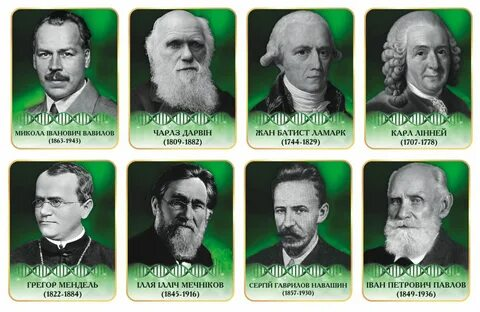 МИКОЛА ІВАНОВИЧ ВАВИЛОВ
(1863-1943)
ЧАРЛЗ ДАРВІН
(1809-1882)
ЖАН БАТИСТ ЛАМАРК
(1744-1829)
КАРЛ ЛІННЕЙ
(1707-1778)
ГРЕГОР МЕНДЕЛЬ
(1822-1884)
ІЛЛЯ ІЛЛІЧ МЕЧНІКОВ
(1845-1916)
СЕРГІЙ ГАВРИЛОВ НАВАШИН
(1857-1930)
ІВАН ПЕТРОВИЧ ПАВЛОВ
(1849-1936)